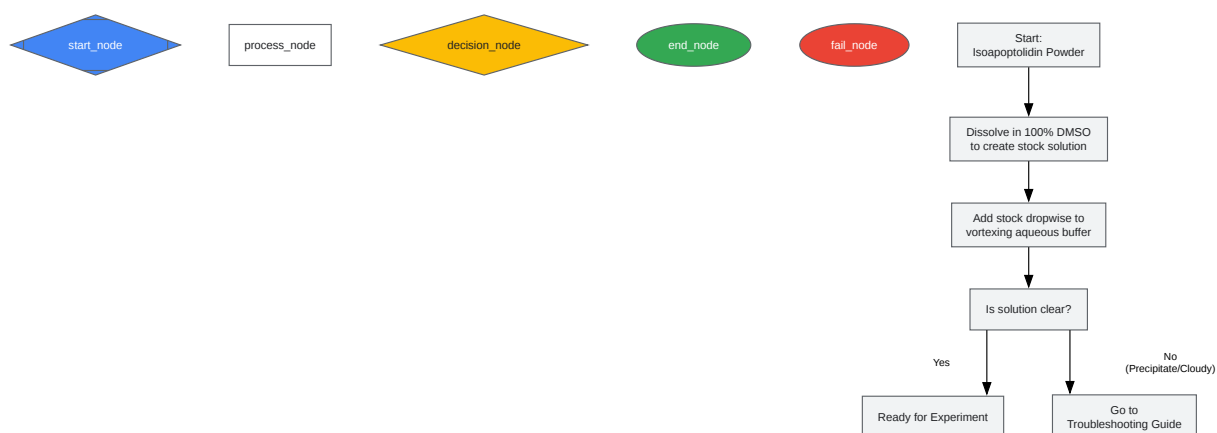 start_node
process_node
decision_node
end_node
fail_node
Start:
Isoapoptolidin Powder
Dissolve in 100% DMSO
to create stock solution
Add stock dropwise to
vortexing aqueous buffer
Is solution clear?
Yes
No
(Precipitate/Cloudy)
Ready for Experiment
Go to
Troubleshooting Guide